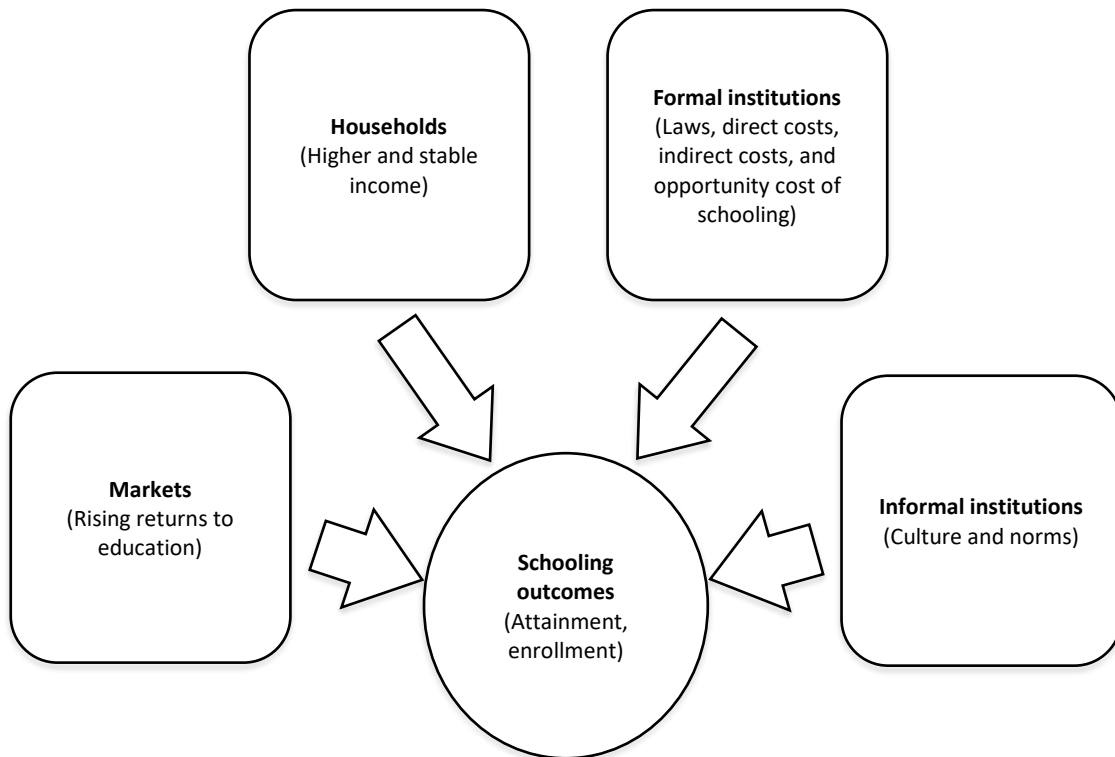 Households
(Higher and stable
income)
Formal institutions
(Laws, direct costs,
indirect costs, and
opportunity cost of
schooling)
Markets
(Rising returns to
education)
Informal institutions
(Culture and norms)
Schooling
outcomes
(Attainment,
enrollment)